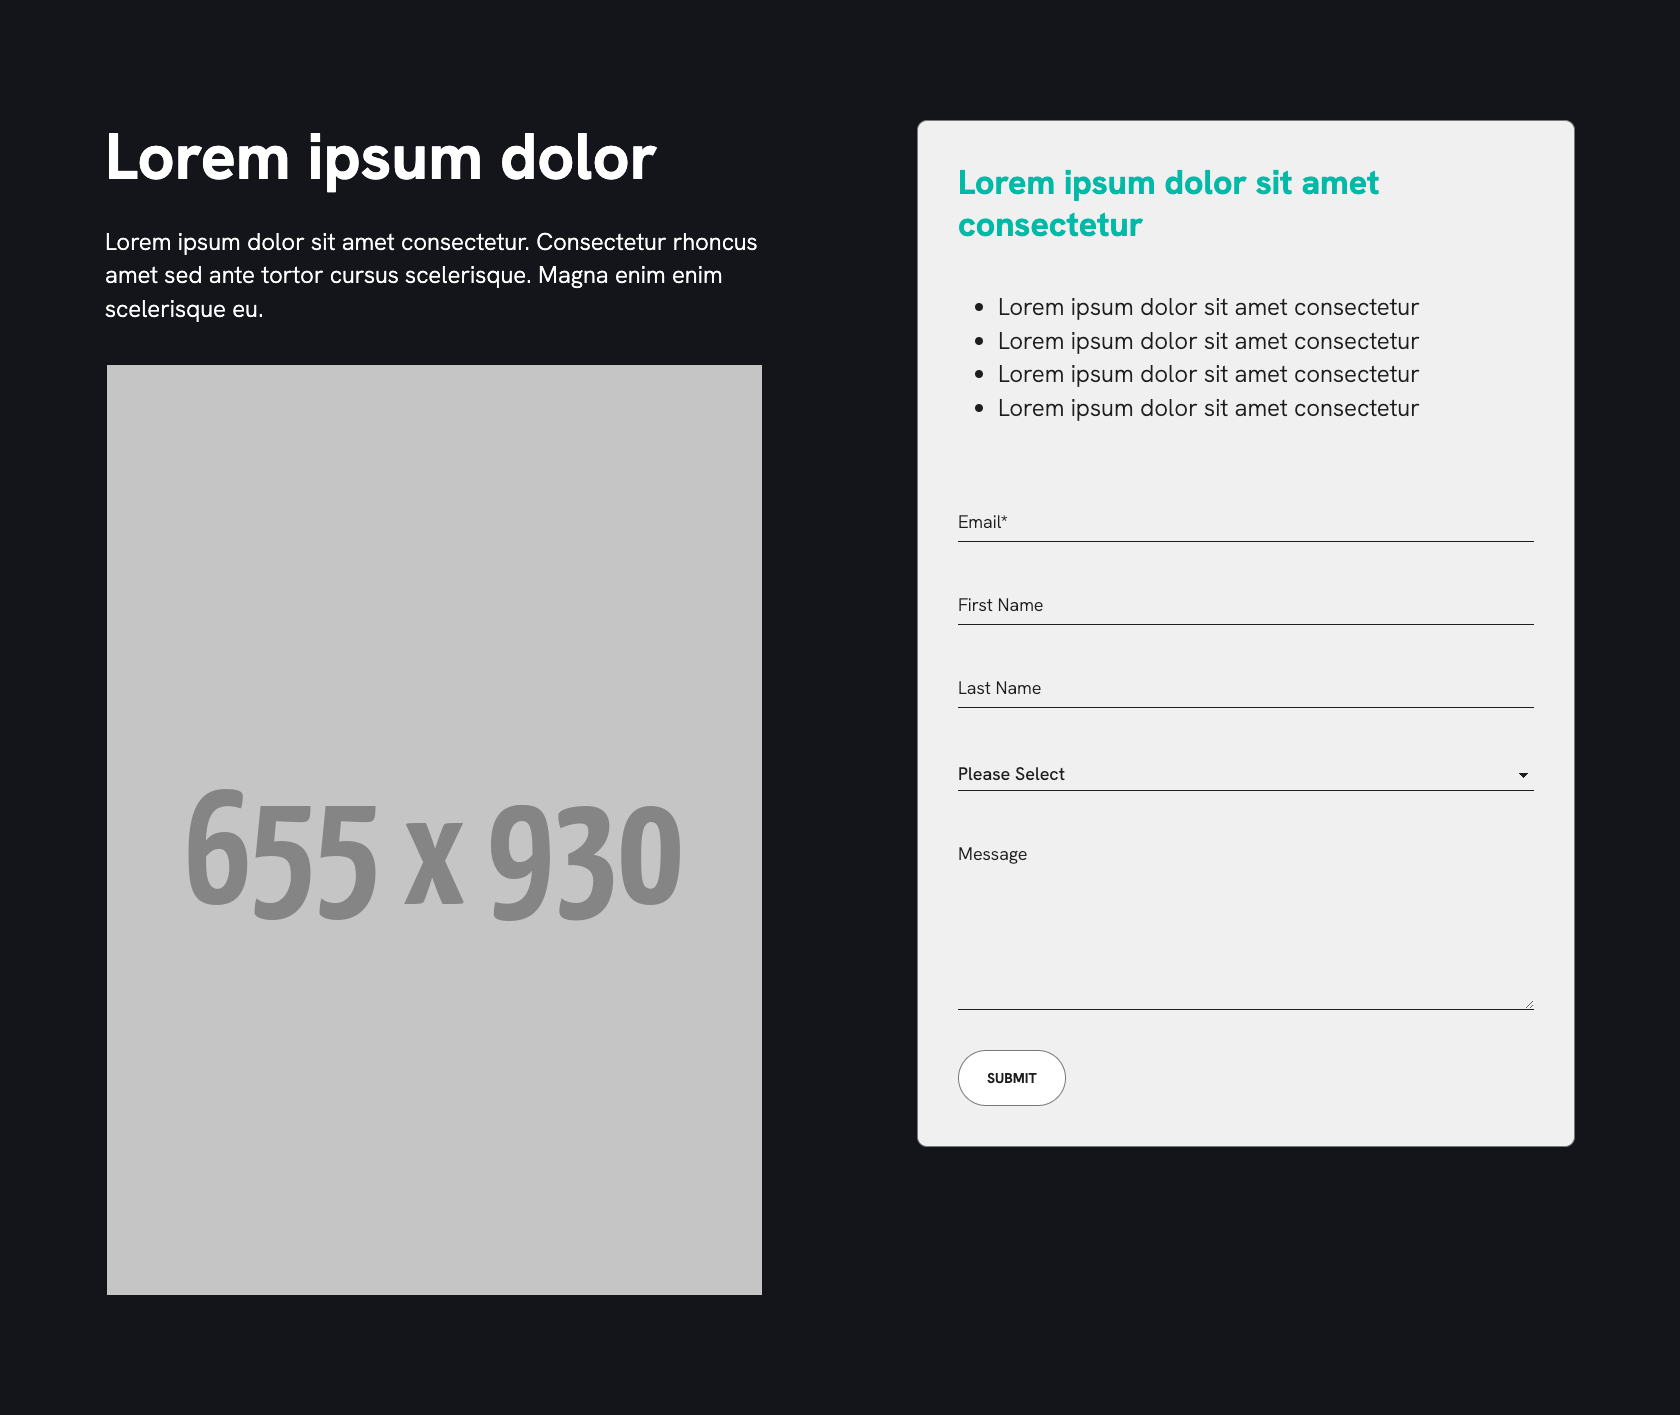 Lorem ipsum dolor
Lorem ipsum dolor sit amet consectetur. Consectetur rhoncus
amet sed ante tortor cursus scelerisque. Magna enim enim
scelerisque eu.
655 x 930
Lorem ipsum dolor sit amet
consectetur
Lorem ipsum dolor sit amet consectetur
Lorem ipsum dolor sit amet consectetur
Lorem ipsum dolor sit amet consectetur
Lorem ipsum dolor sit amet consectetur
Email*
First Name
Last Name
Please Select
Message
SUBMIT